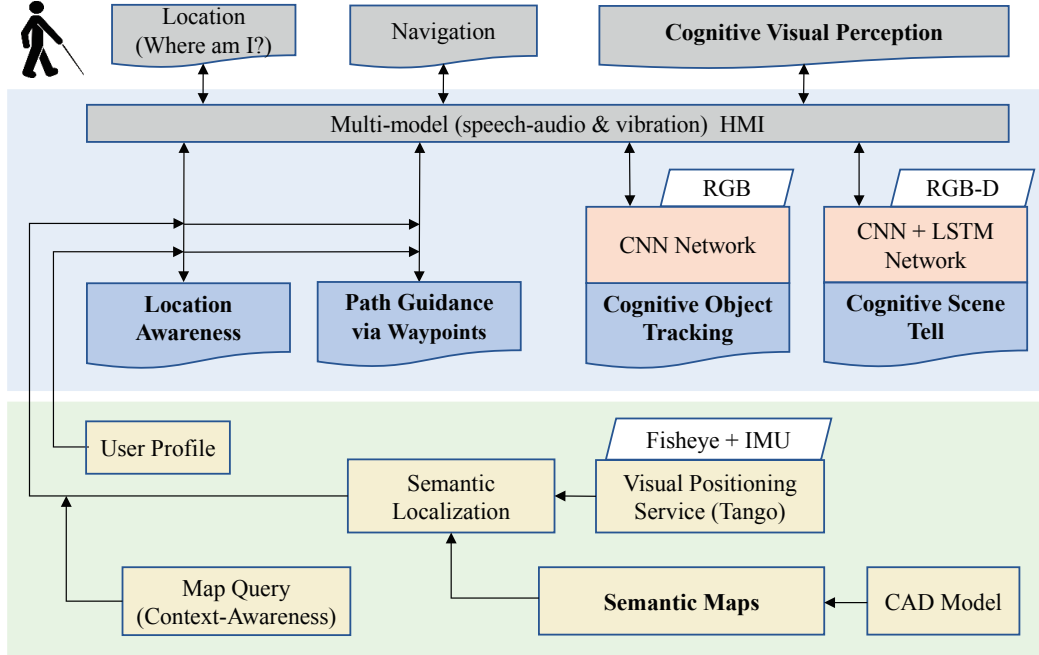 Location
(Where am I?)
Navigation
Cognitive Visual Perception
Multi-model (speech-audio & vibration) HMI
RGB
RGB-D
CNN Network
CNN + LSTM
Network
Location
Awareness
Path Guidance
via Waypoints
Cognitive Object
Tracking
Cognitive Scene
Tell
User Profile
Fisheye + IMU
Semantic
Localization
Visual Positioning
Service (Tango)
Map Query
(Context-Awareness)
Semantic Maps
CAD Model